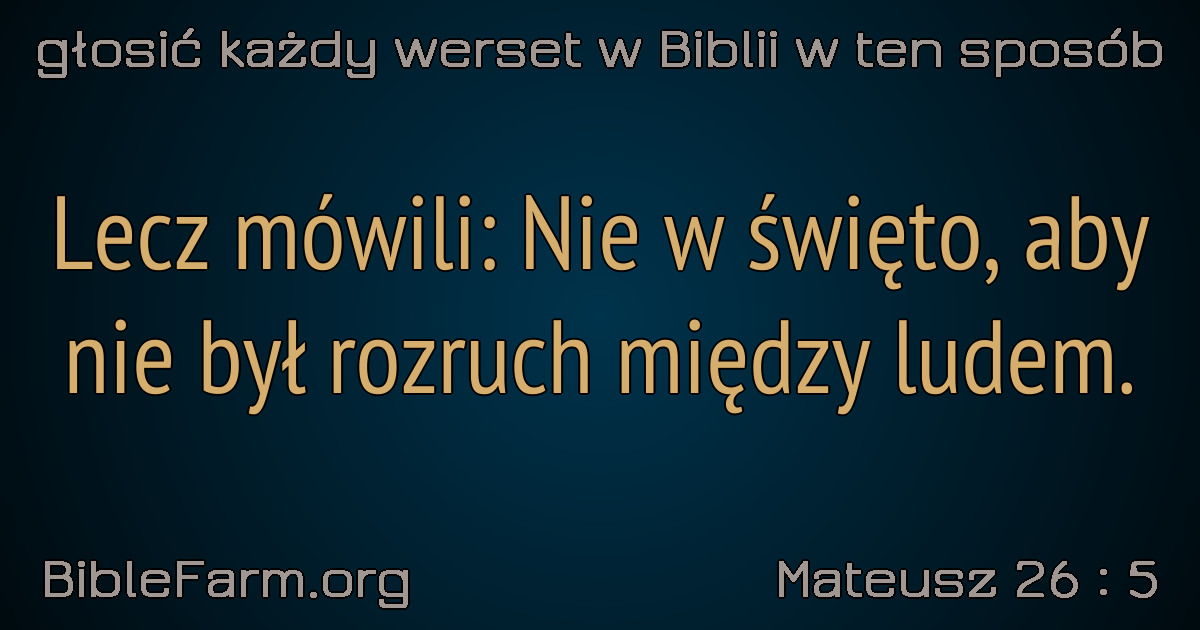 głosić każdy werset w Biblii w ten sposób
Lecz mówili: Nie w święto, aby
nie był rozruch między ludem.
BibleFarm.org
Mateusz 26 : 5